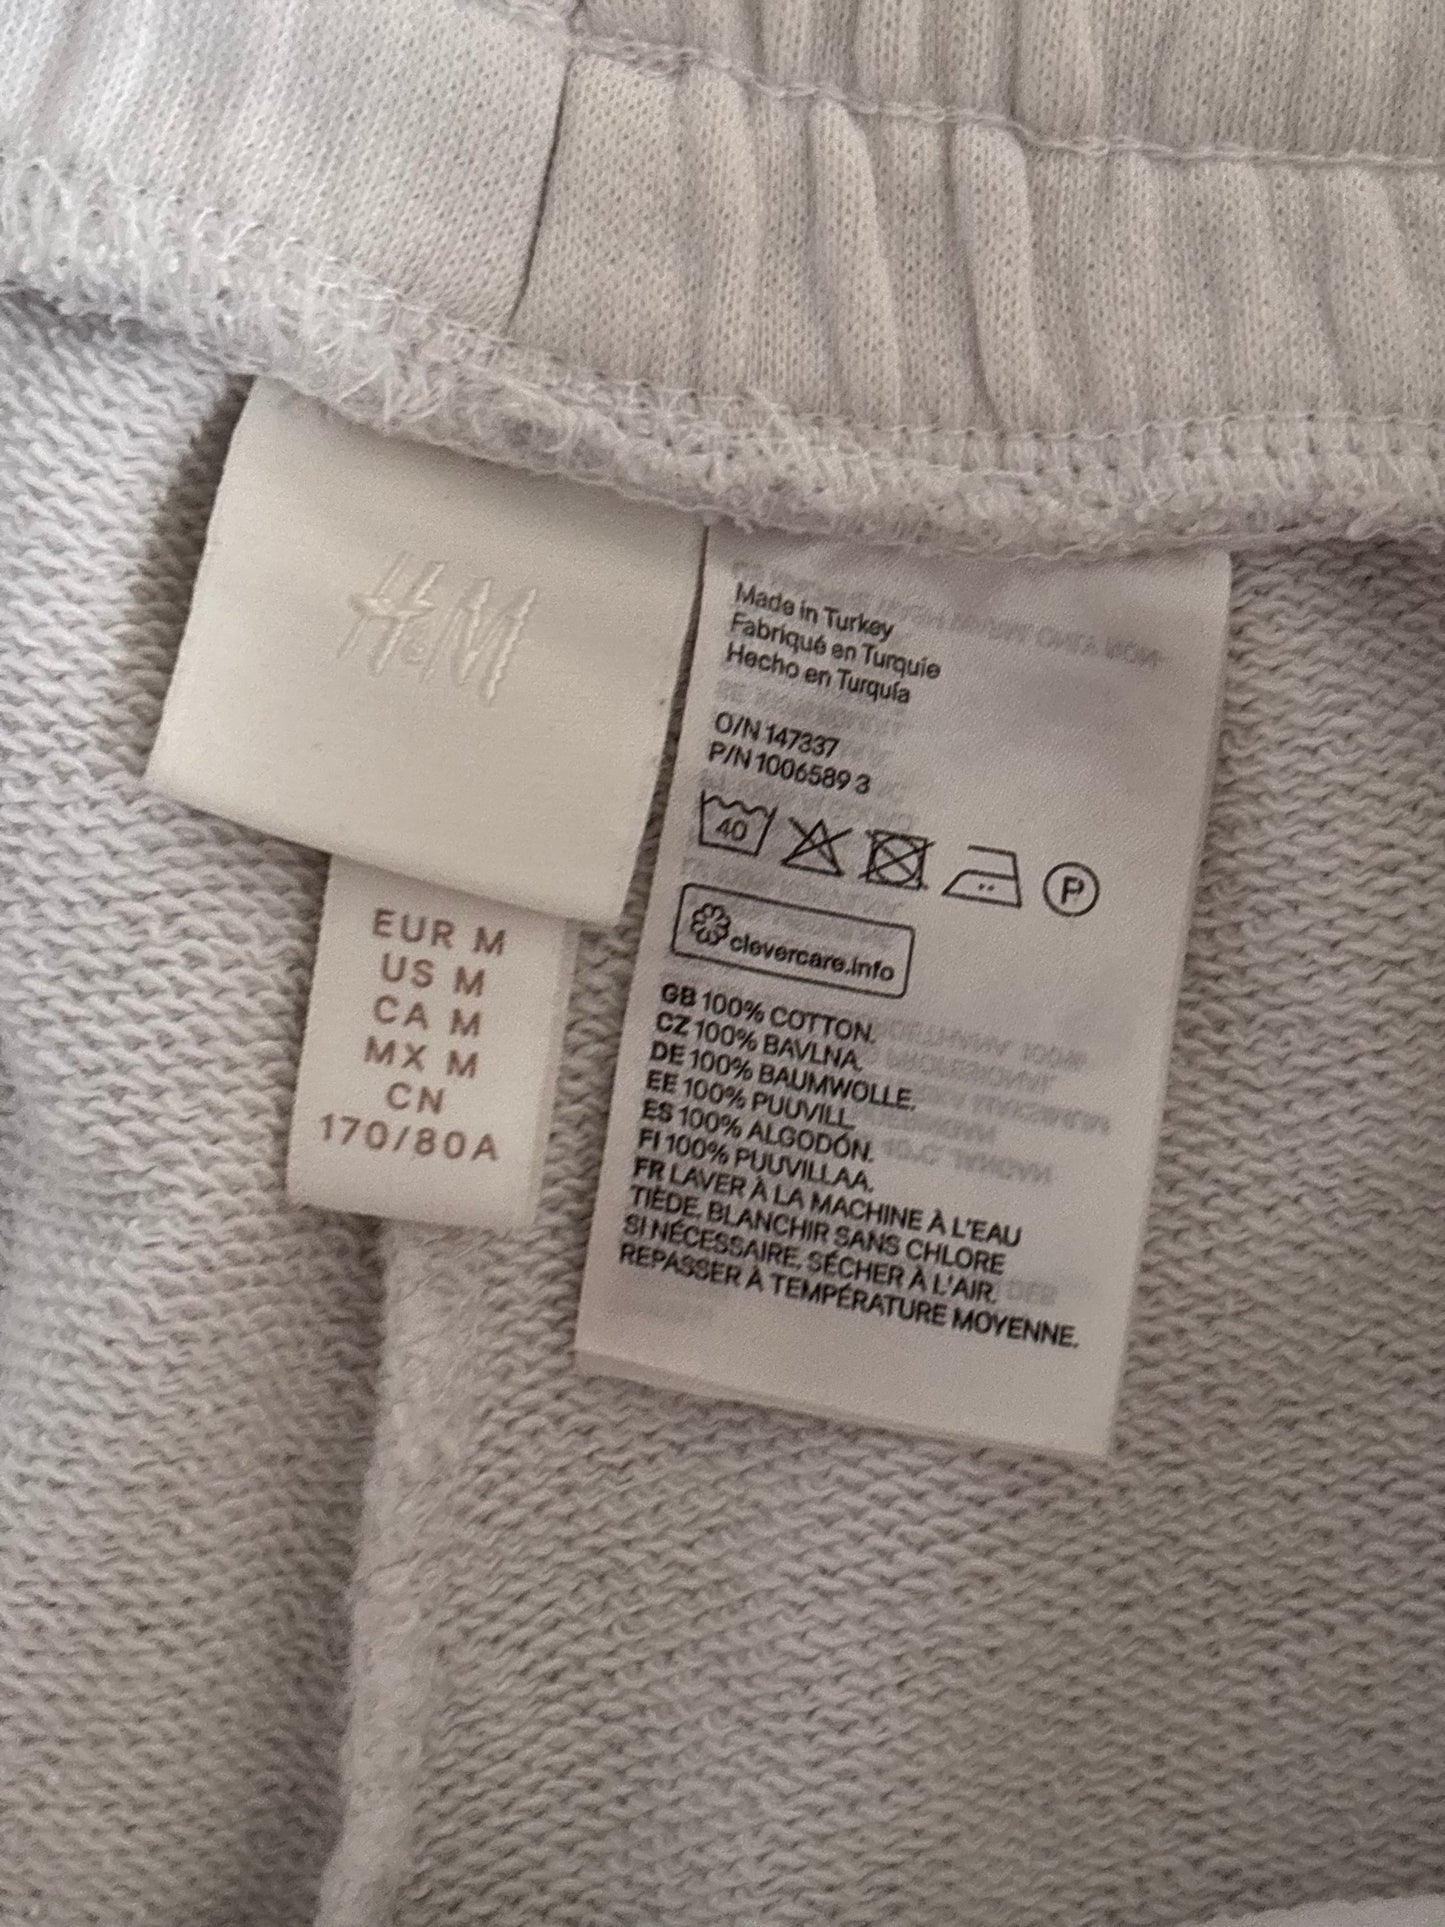 H&M
EUR M
US M
CA M
MX M
CN
170/80A
Made in Turkey
Fabriqué en Turquie
Hecho en Turquía
O/N 147337
P/N 1006589 3
40
P
clevercare.info
GB 100% COTTON.
CZ 100% BAVLNA.
DE 100% BAUMWOLLE.
EE 100% PUUVILL.
ES 100% ALGODÓN.
FI 100% PUUVILLAA.
FR LAVER À LA MACHINE À L'EAU
TIÈDE, BLANCHIR SANS CHLORE
SI NÉCESSAIRE, SÉCHER À L'AIR.
REPASSER À TEMPÉRATURE MOYENNE.